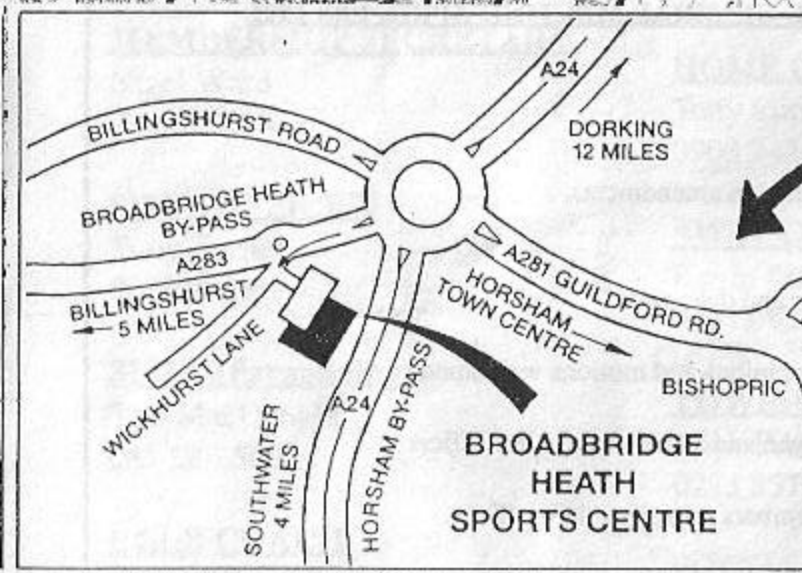 A24
DORKING
12 MILES
BILLINGSHURST ROAD
BROADBRIDGE HEATH
BY-PASS
A283
BILLINGSHURST
5 MILES
WICKHURST LANE
A281 GUILDFORD RD.
HORSHAM
TOWN CENTRE
BISHOPRIC
A24
SOUTHWATER
4 MILES
HORSHAM BY-PASS
BROADBRIDGE
HEATH
SPORTS CENTRE